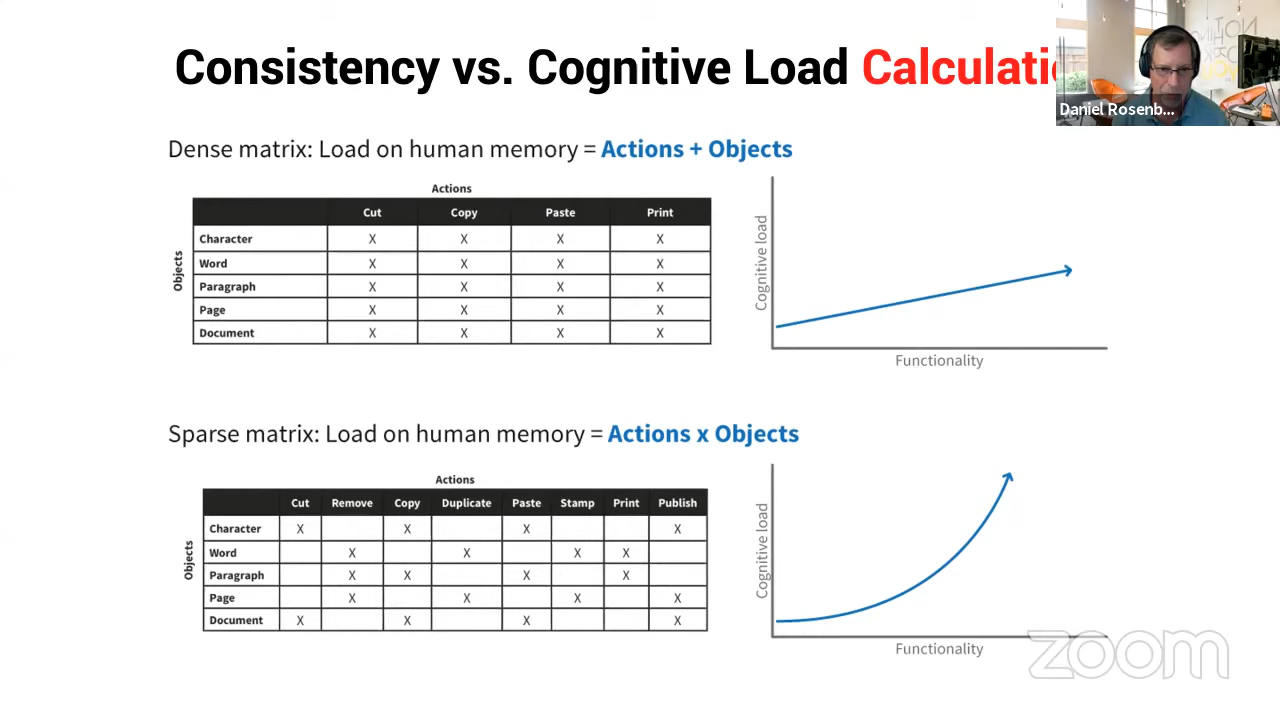 Consistency vs. Cognitive Load Calculati
Daniel Rosenb...
Dense matrix: Load on human memory = Actions + Objects
Actions
Objects
Cut Copy Paste Print
Character X X X X
Word X X X X
Paragraph X X X X
Page X X X X
Document X X X X
Cognitive load
Functionality
Sparse matrix: Load on human memory = Actions x Objects
Actions
Objects
Cut Remove Copy Duplicate Paste Stamp Print Publish
Character X X X X
Word X X X X
Paragraph X X X X
Page X X X X
Document X X X X
Cognitive load
Functionality
zoom